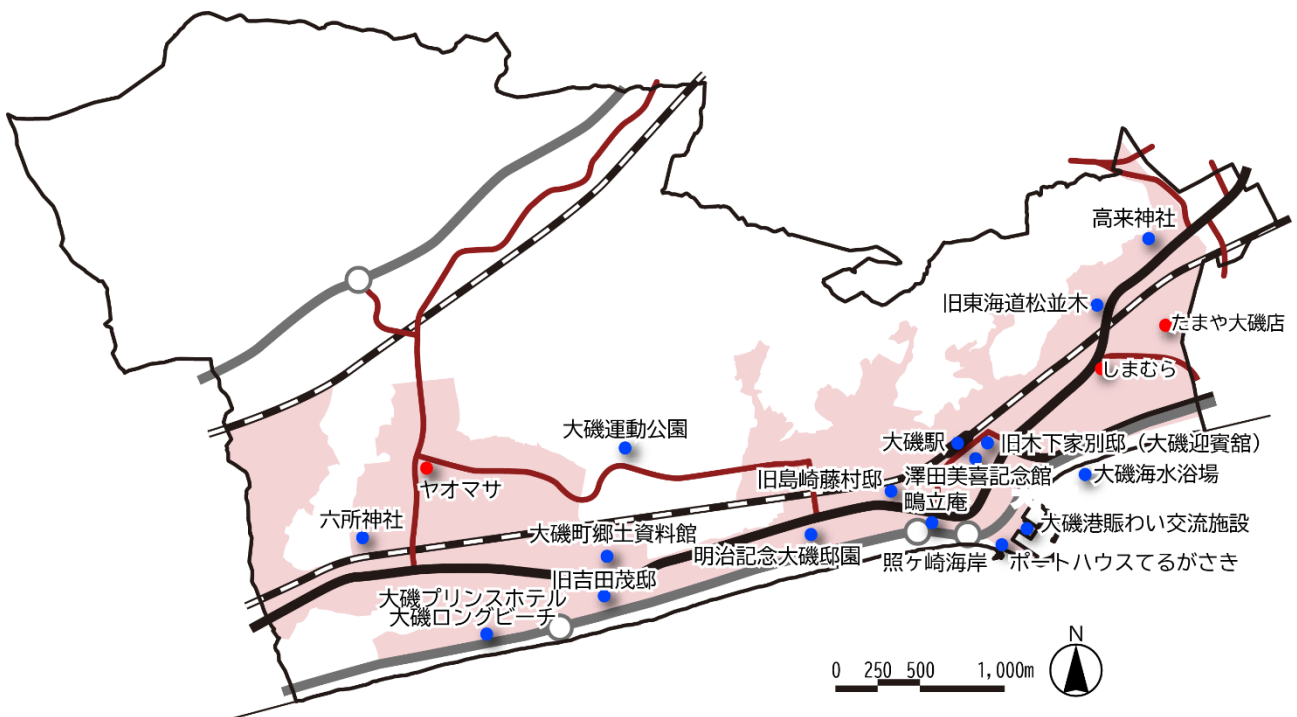 高来神社
旧東海道松並木
たまや大磯店
しまむら
大磯運動公園
大磯駅
旧木下家別邸（大磯迎賓館）
ヤオマサ
旧島崎藤村邸
澤田美喜記念館
大磯海水浴場
鴫立庵
六所神社
大磯町郷土資料館
大磯港賑わい交流施設
明治記念大磯邸園
照ヶ崎海岸
ポートハウスてるがさき
旧吉田茂邸
大磯プリンスホテル
大磯ロングビーチ
N
0 250 500 1,000m